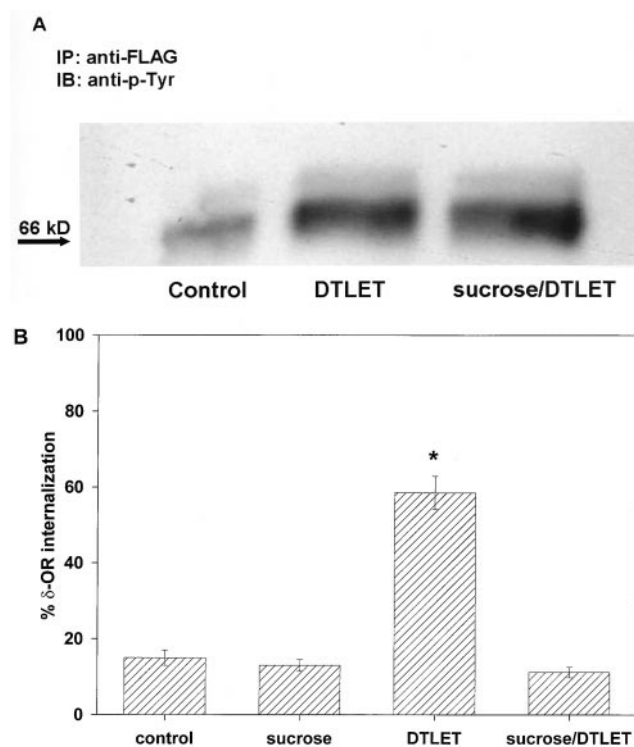 A
IP: anti-FLAG
IB: anti-p-Tyr
66 kD
Control DTLET sucrose/DTLET
B
% δ-OR internalization
100
80
60
40
20
0
*
control sucrose DTLET sucrose/DTLET